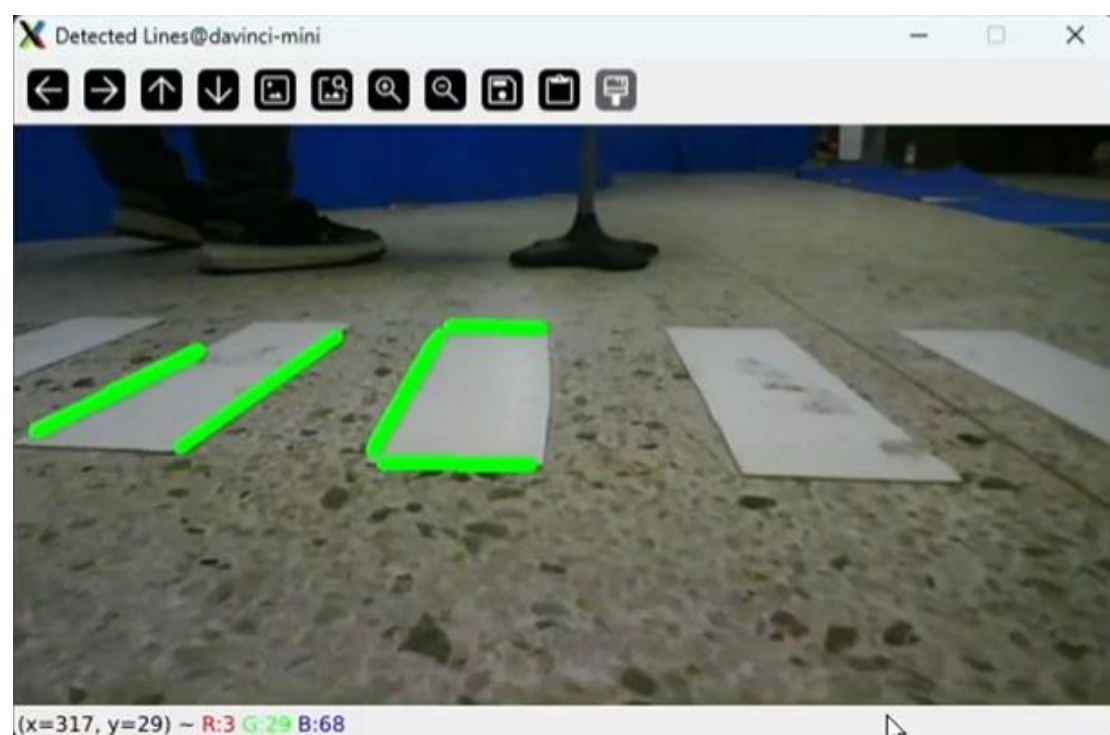 Detected Lines@davinci-mini
(x=317, y=29) ~ R:3 G:29 B:68